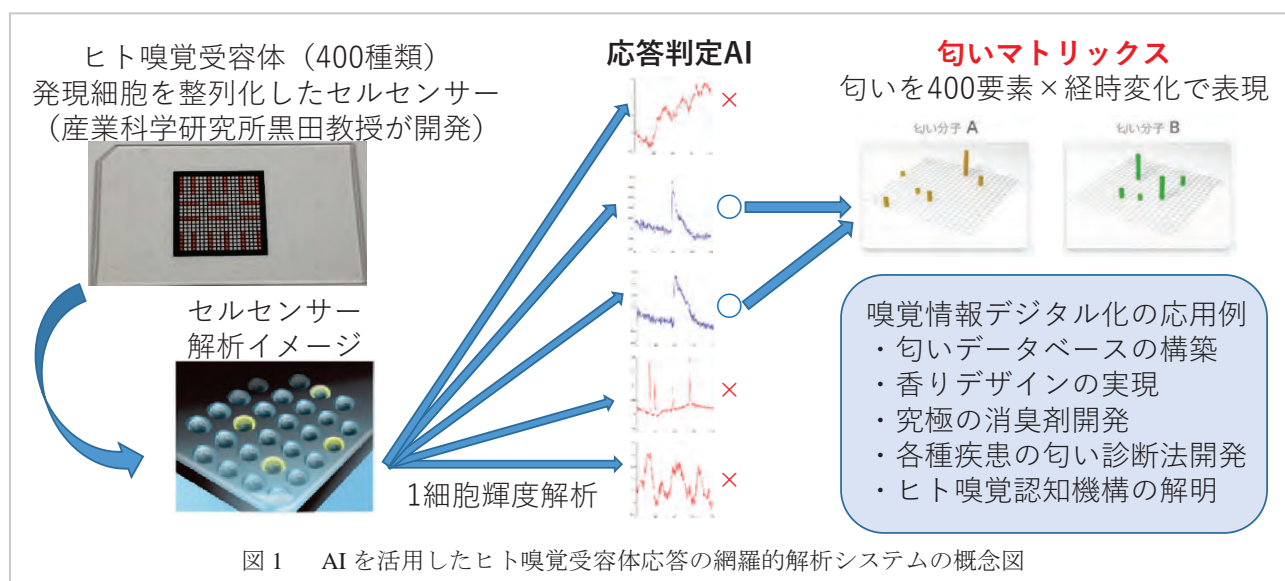 ヒト嗅覚受容体（400種類）
発現細胞を整列化したセルセンサー
（産業科学研究所黒田教授が開発）
セルセンサー
解析イメージ
1細胞輝度解析
応答判定AI
×
○
○
×
×
匂いマトリックス
匂いを400要素×経時変化で表現
匂い分子 A
匂い分子 B
嗅覚情報デジタル化の応用例
・匂いデータベースの構築
・香りデザインの実現
・究極の消臭剤開発
・各種疾患の匂い診断法開発
・ヒト嗅覚認知機構の解明
図 1　AI を活用したヒト嗅覚受容体応答の網羅的解析システムの概念図